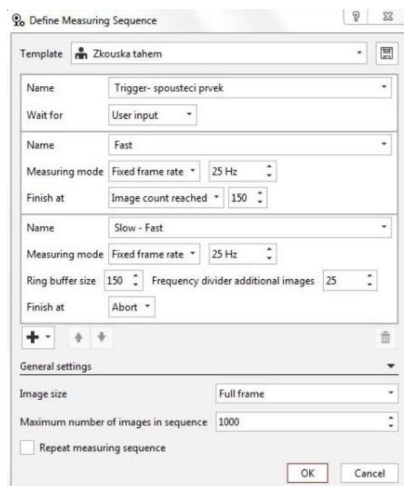 Define Measuring Sequence
Template Zkouska tahem
Name Trigger- spousteci prvek
Wait for User input
Name Fast
Measuring mode Fixed frame rate 25 Hz
Finish at Image count reached 150
Name Slow - Fast
Measuring mode Fixed frame rate 25 Hz
Ring buffer size 150 Frequency divider additional images 25
Finish at Abort
General settings
Image size Full frame
Maximum number of images in sequence 1000
Repeat measuring sequence
OK Cancel